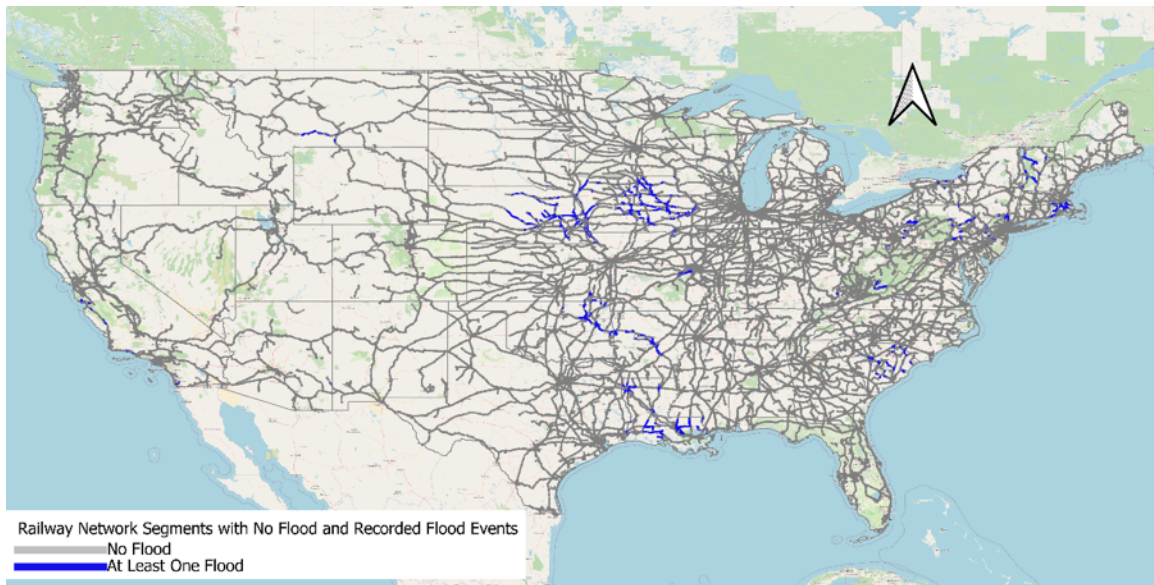 Railway Network Segments with No Flood and Recorded Flood Events
No Flood
At Least One Flood